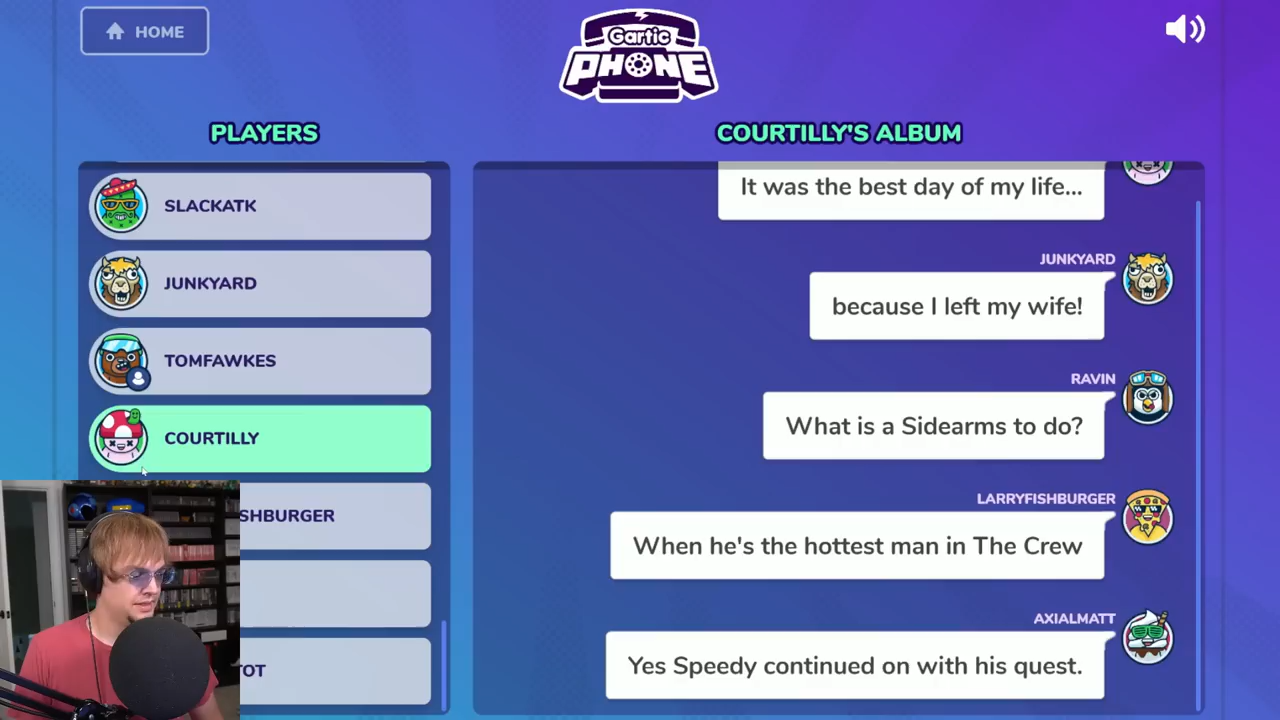 HOME
Gartic
PHONE
PLAYERS
SLACKATK
JUNKYARD
TOMFAWKES
COURTILLY
SHBURGER
TOT
COURTILLY'S ALBUM
It was the best day of my life...
JUNKYARD
because I left my wife!
RAVIN
What is a Sidearms to do?
LARRYFISHBURGER
When he's the hottest man in The Crew
AXIALMATT
Yes Speedy continued on with his quest.